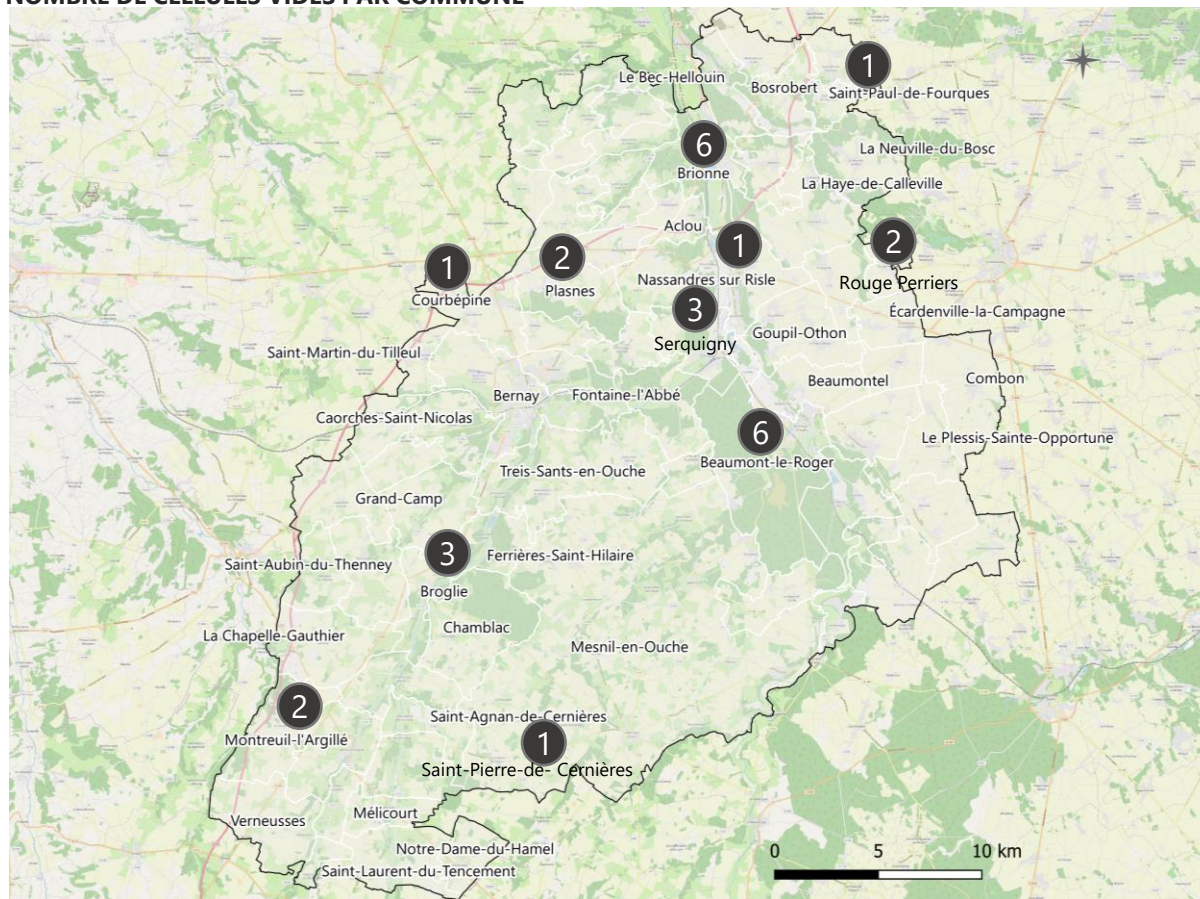 NOMBRE DE CELLULES VIDES PAR COMMUNE
1
Le Bec-Hellouin
Bosrobert
Saint-Paul-de-Fourques
6
Brionne
La Neuville-du-Bosc
La Haye-de-Calleville
Aclou
1
2
2
1
Nassandres sur Risle
Rouge Perriers
Plasnes
Courbépine
3
Écardenville-la-Campagne
Serquigny
Goupil-Othon
Saint-Martin-du-Tilleul
Beaumontel
Combon
Bernay
Fontaine-l'Abbé
Caorches-Saint-Nicolas
6
Le Plessis-Sainte-Opportune
Beaumont-le-Roger
Treis-Sants-en-Ouche
Grand-Camp
3
Ferrières-Saint-Hilaire
Saint-Aubin-du-Thenney
Broglie
Chamblac
La Chapelle-Gauthier
Mesnil-en-Ouche
2
Saint-Agnan-de-Cernières
Montreuil-l'Argillé
1
Saint-Pierre-de- Cernières
Mélicourt
Verneusses
Notre-Dame-du-Hamel
Saint-Laurent-du-Tencement
0 5 10 km